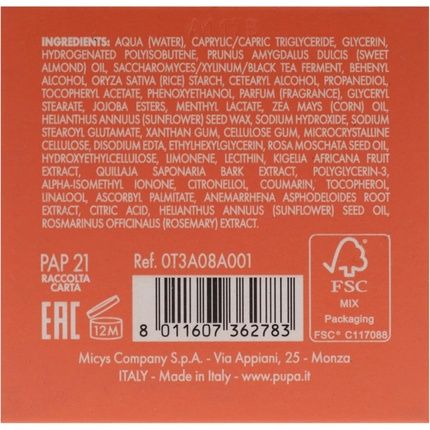 INGREDIENTS: AQUA (WATER), CAPRYLIC/CAPRIC TRIGLYCERIDE, GLYCERIN,
HYDROGENATED POLYISOBUTENE, PRUNUS AMYGDALUS DULCIS (SWEET
ALMOND) OIL, SACCHAROMYCES/XYLINUM/BLACK TEA FERMENT, BEHENYL
ALCOHOL, ORYZA SATIVA (RICE) STARCH, CETEARYL ALCOHOL, PROPANEDIOL,
TOCOPHERYL ACETATE, PHENOXYETHANOL, PARFUM (FRAGRANCE), GLYCERYL
STEARATE, JOJOBA ESTERS, MENTHYL LACTATE, ZEA MAYS (CORN) OIL,
HELIANTHUS ANNUUS (SUNFLOWER) SEED WAX, SODIUM HYDROXIDE, SODIUM
STEAROYL GLUTAMATE, XANTHAN GUM, CELLULOSE GUM, MICROCRYSTALLINE
CELLULOSE, DISODIUM EDTA, ETHYLHEXYLGLYCERIN, ROSA MOSCHATA SEED OIL,
HYDROXYETHYLCELLULOSE, LIMONENE, LECITHIN, KIGELIA AFRICANA FRUIT
EXTRACT, QUILLAJA SAPONARIA BARK EXTRACT, POLYGLYCERIN-3,
ALPHA-ISOMETHYL IONONE, CITRONELLOL, COUMARIN, TOCOPHEROL,
LINALOOL, ASCORBYL PALMITATE, ANEMARRHENA ASPHODELOIDES ROOT
EXTRACT, CITRIC ACID, HELIANTHUS ANNUUS (SUNFLOWER) SEED OIL,
ROSMARINUS OFFICINALIS (ROSEMARY) EXTRACT.
PAP 21
RACCOLTA
CARTA
Ref. 0T3A08A001
EAC
12M
8 011607 362783
FSC
MIX
Packaging
FSC® C117088
Micys Company S.p.A. - Via Appiani, 25 - Monza
ITALY - Made in Italy - www.pupa.it